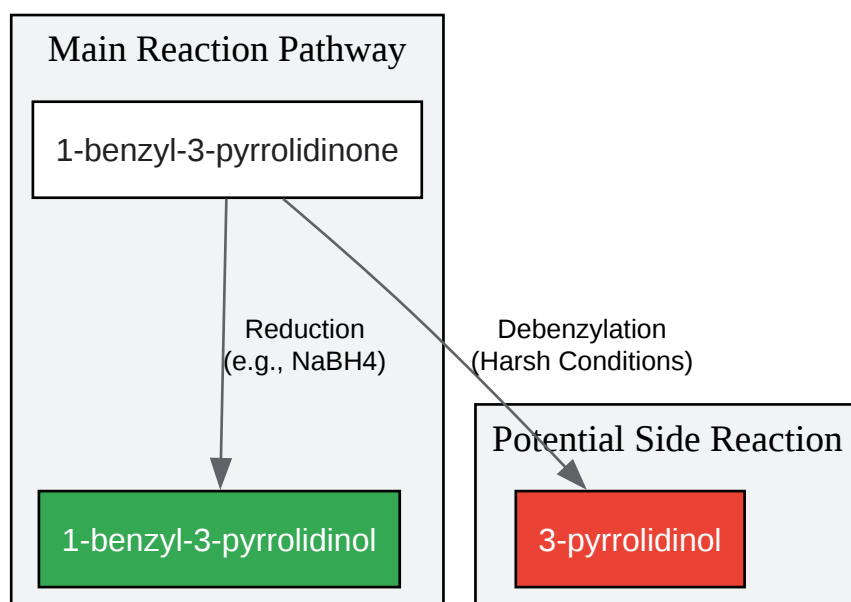 Main Reaction Pathway
1-benzyl-3-pyrrolidinone
Reduction
(e.g., NaBH4)
Debenzylation
(Harsh Conditions)
Potential Side Reaction
1-benzyl-3-pyrrolidinol
3-pyrrolidinol